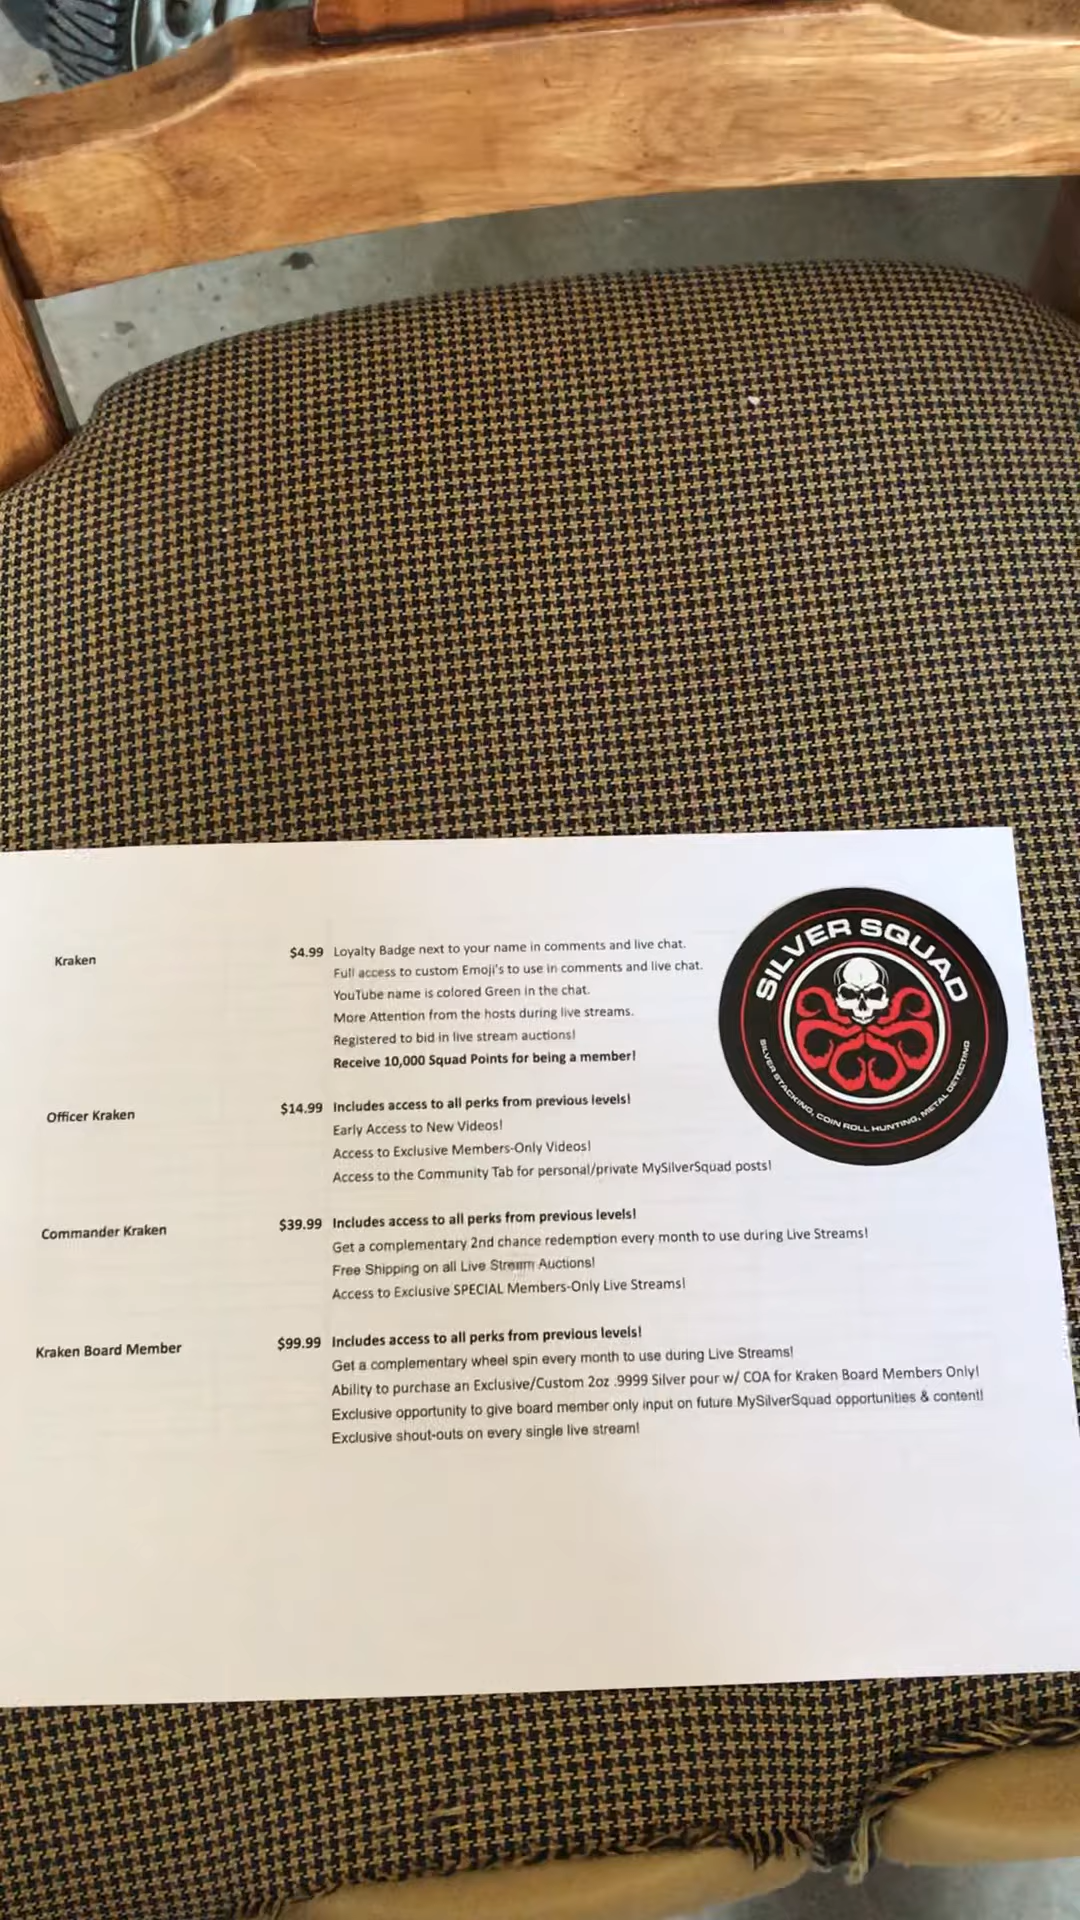 SILVER SQUAD
SILVER STACKING, COIN ROLL HUNTING, METAL DETECTING
Kraken $4.99 Loyalty Badge next to your name in comments and live chat.
Full access to custom Emoji's to use in comments and live chat.
YouTube name is colored Green in the chat.
More Attention from the hosts during live streams.
Registered to bid in live stream auctions!
Receive 10,000 Squad Points for being a member!
Officer Kraken $14.99 Includes access to all perks from previous levels!
Early Access to New Videos!
Access to Exclusive Members-Only Videos!
Access to the Community Tab for personal/private MySilverSquad posts!
Commander Kraken $39.99 Includes access to all perks from previous levels!
Get a complementary 2nd chance redemption every month to use during Live Streams!
Free Shipping on all Live Stream Auctions!
Access to Exclusive SPECIAL Members-Only Live Streams!
Kraken Board Member $99.99 Includes access to all perks from previous levels!
Get a complementary wheel spin every month to use during Live Streams!
Ability to purchase an Exclusive/Custom 2oz .9999 Silver pour w/ COA for Kraken Board Members Only!
Exclusive opportunity to give board member only input on future MySilverSquad opportunities & content!
Exclusive shout-outs on every single live stream!